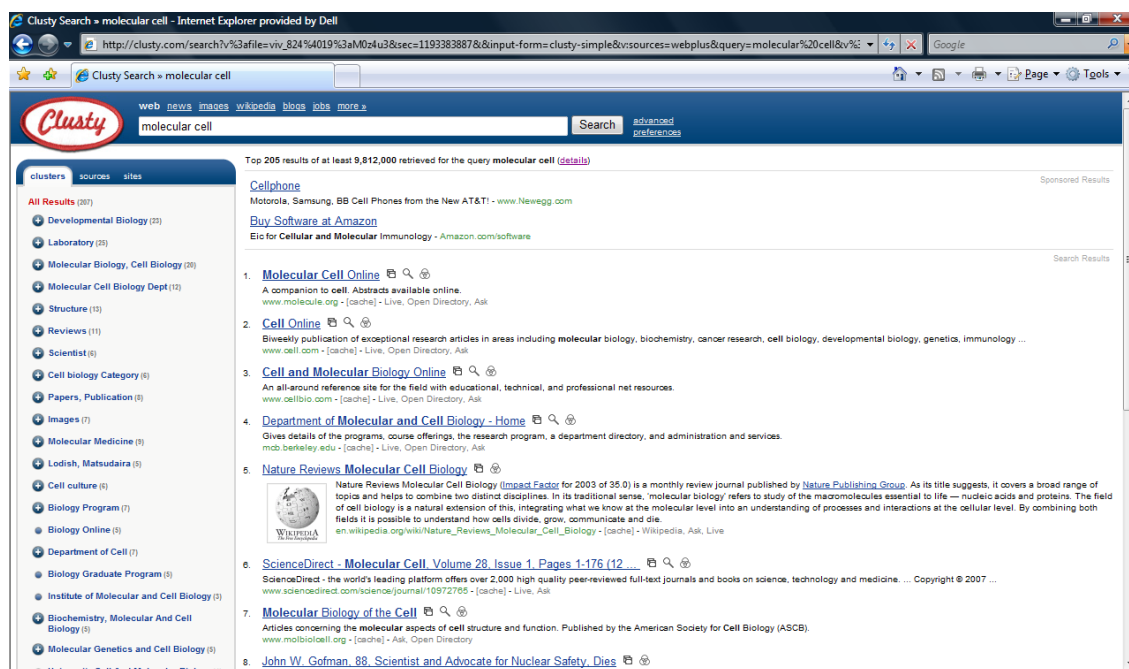 Clusty Search » molecular cell - Internet Explorer provided by Dell
http://clusty.com/search?v%3afile=viv_824%4019%3aM0z4u3&sec=1193383887&t&input-form=clusty-simple&v:sources=webplus&query=molecular%20cell&v%3
Google
Clusty Search » molecular cell
Page
Tools
web news images wikipedia blogs jobs more »
Clusty
molecular cell
Search
advanced
preferences
clusters sources sites
All Results (207)
Developmental Biology (23)
Laboratory (25)
Molecular Biology, Cell Biology (20)
Molecular Cell Biology Dept (12)
Structure (13)
Reviews (11)
Scientist (6)
Cell biology Category (6)
Papers, Publication (8)
Images (7)
Molecular Medicine (9)
Lodish, Matsudaira (5)
Cell culture (6)
Biology Program (7)
Biology Online (5)
Department of Cell (7)
Biology Graduate Program (5)
Institute of Molecular and Cell Biology (3)
Biochemistry, Molecular And Cell
Biology (5)
Molecular Genetics and Cell Biology (5)
Top 205 results of at least 9,812,000 retrieved for the query molecular cell (details)
Sponsored Results
Cellphone
Motorola, Samsung, BB Cell Phones from the New AT&T! - www.Newegg.com
Buy Software at Amazon
Eic for Cellular and Molecular Immunology - Amazon.com/software
Search Results
1. Molecular Cell Online
A companion to cell. Abstracts available online.
www.molecule.org - [cache] - Live, Open Directory, Ask
2. Cell Online
Biweekly publication of exceptional research articles in areas including molecular biology, biochemistry, cancer research, cell biology, developmental biology, genetics, immunology ...
www.cell.com - [cache] - Live, Open Directory, Ask
3. Cell and Molecular Biology Online
An all-around reference site for the field with educational, technical, and professional net resources.
www.cellbio.com - [cache] - Live, Open Directory, Ask
4. Department of Molecular and Cell Biology - Home
Gives details of the programs, course offerings, the research program, a department directory, and administration and services.
mcb.berkeley.edu - [cache] - Live, Open Directory, Ask
5. Nature Reviews Molecular Cell Biology
WIKIPEDIA
The Free Encyclopedia
Nature Reviews Molecular Cell Biology (Impact Factor for 2003 of 35.0) is a monthly review journal published by Nature Publishing Group. As its title suggests, it covers a broad range of
topics and helps to combine two distinct disciplines. In its traditional sense, 'molecular biology' refers to study of the macromolecules essential to life — nucleic acids and proteins. The field
of cell biology is a natural extension of this, integrating what we know at the molecular level into an understanding of processes and interactions at the cellular level. By combining both
fields it is possible to understand how cells divide, grow, communicate and die.
en.wikipedia.org/wiki/Nature_Reviews_Molecular_Cell_Biology - [cache] - Wikipedia, Ask, Live
6. ScienceDirect - Molecular Cell, Volume 28, Issue 1, Pages 1-176 (12 ...
ScienceDirect - the world's leading platform offers over 2,000 high quality peer-reviewed full-text journals and books on science, technology and medicine. ... Copyright © 2007 ...
www.sciencedirect.com/science/journal/10972765 - [cache] - Live, Ask
7. Molecular Biology of the Cell
Articles concerning the molecular aspects of cell structure and function. Published by the American Society for Cell Biology (ASCB).
www.molbiolcell.org - [cache] - Ask, Open Directory
8. John W. Gofman, 88, Scientist and Advocate for Nuclear Safety, Dies